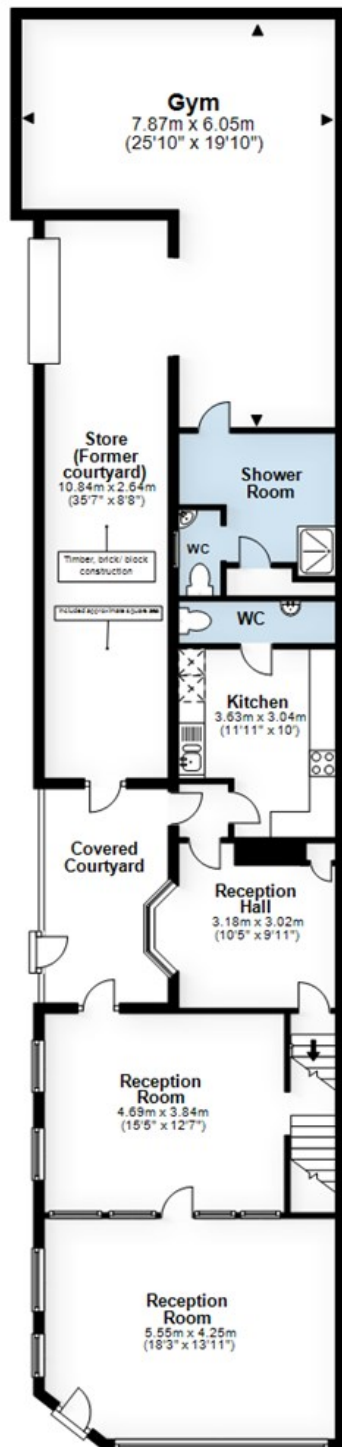 Gym
7.87m x 6.05m
(25'10" x 19'10")
Store
(Former
courtyard)
10.84m x 2.64m
(35'7" x 8'8")
Shower
Room
WC
Timber, brick/ block
construction
Included approximate square
WC
Kitchen
3.63m x 3.04m
(11'11" x 10')
Covered
Courtyard
Reception
Hall
3.18m x 3.02m
(10'5" x 9'11")
Reception
Room
4.69m x 3.84m
(15'5" x 12'7")
Reception
Room
5.55m x 4.25m
(18'3" x 13'11")